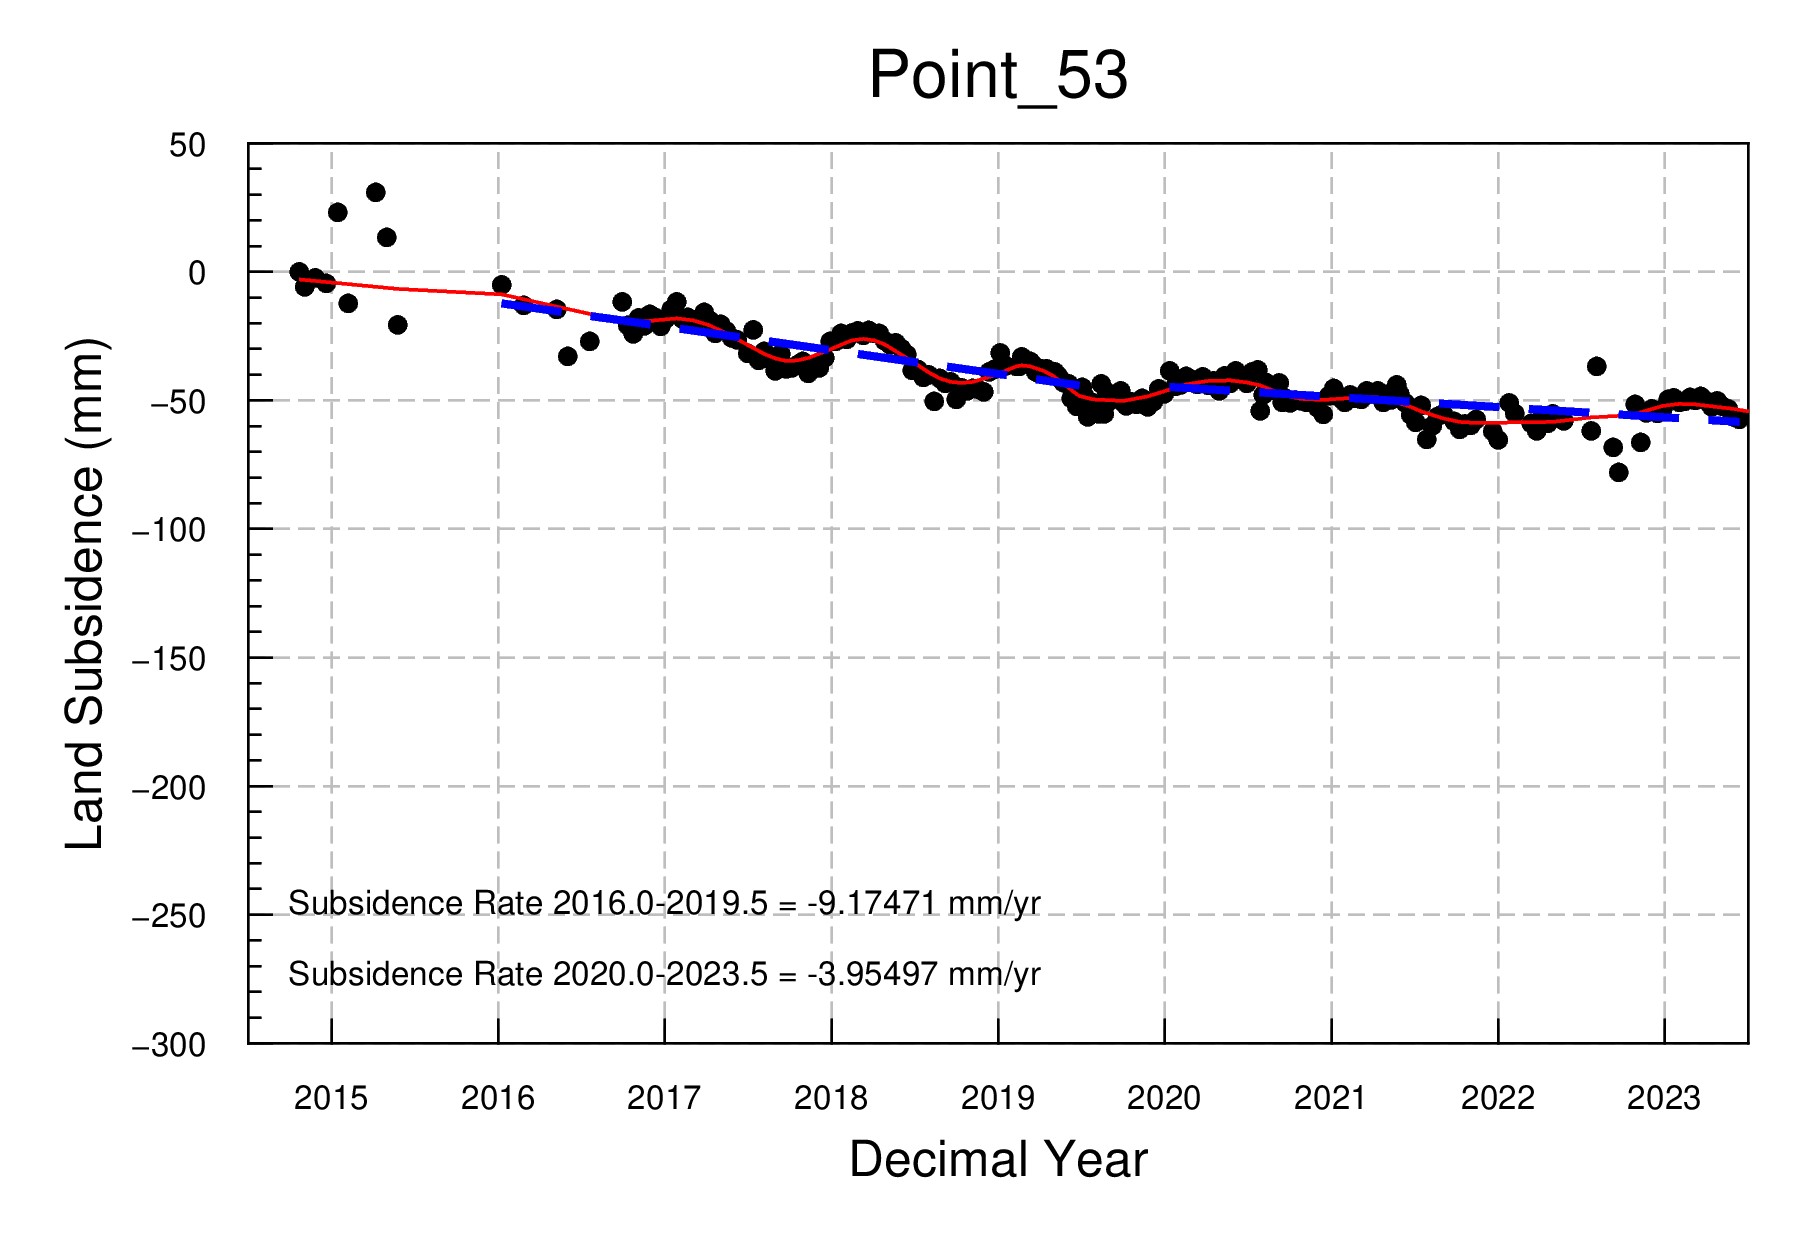 Point_53
50
0
−50
−100
−150
−200
−250
−300
Land Subsidence (mm)
Subsidence Rate 2016.0-2019.5 = -9.17471 mm/yr
Subsidence Rate 2020.0-2023.5 = -3.95497 mm/yr
2015 2016 2017 2018 2019 2020 2021 2022 2023
Decimal Year